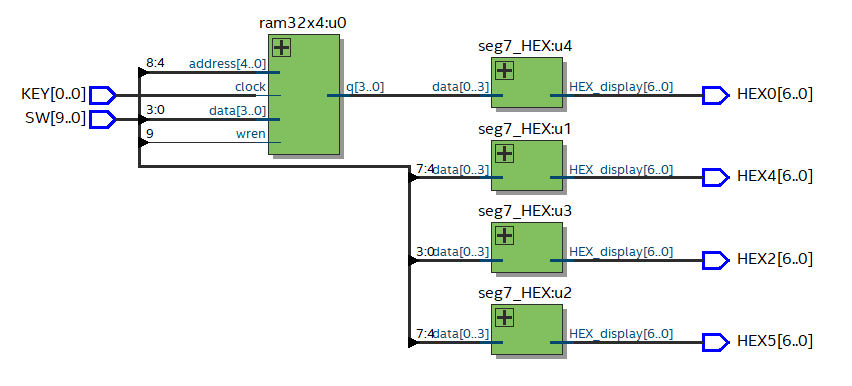 ram32x4:u0
8:4 address[4..0]
KEY[0..0] clock q[3..0]
SW[9..0] 3:0 data[3..0]
9 wren
seg7_HEX:u4
data[0..3] HEX_display[6..0] HEX0[6..0]
seg7_HEX:u1
7:4 data[0..3] HEX_display[6..0] HEX4[6..0]
seg7_HEX:u3
3:0 data[0..3] HEX_display[6..0] HEX2[6..0]
seg7_HEX:u2
7:4 data[0..3] HEX_display[6..0] HEX5[6..0]